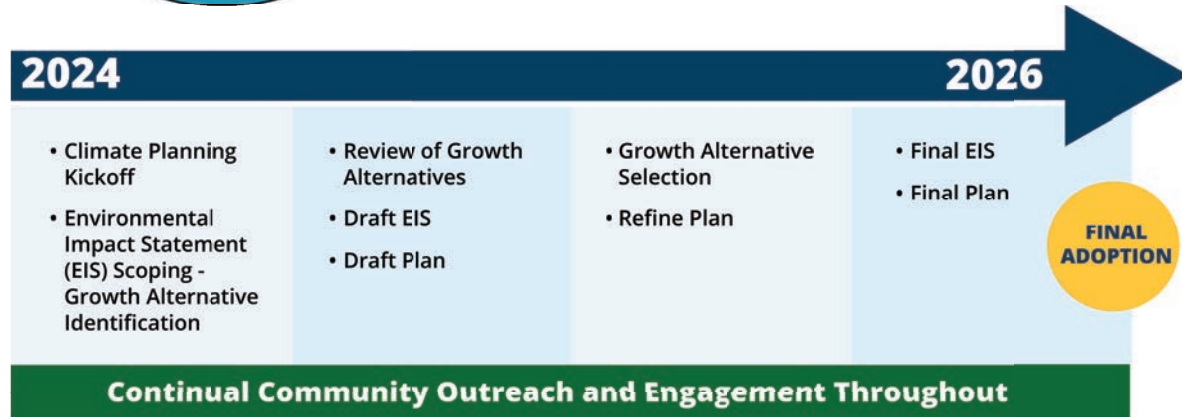 2024
2026
• Climate Planning
Kickoff
• Environmental
Impact Statement
(EIS) Scoping -
Growth Alternative
Identification
• Review of Growth
Alternatives
• Draft EIS
• Draft Plan
• Growth Alternative
Selection
• Refine Plan
• Final EIS
• Final Plan
FINAL
ADOPTION
Continual Community Outreach and Engagement Throughout